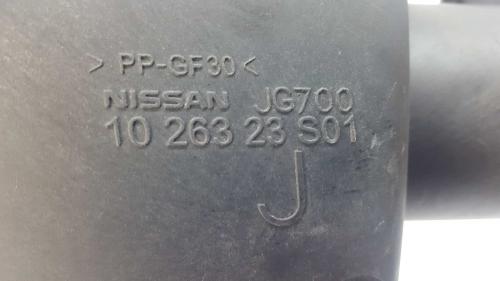 > PP-GF30 <
NISSAN JG700
10 263 23 S01
J